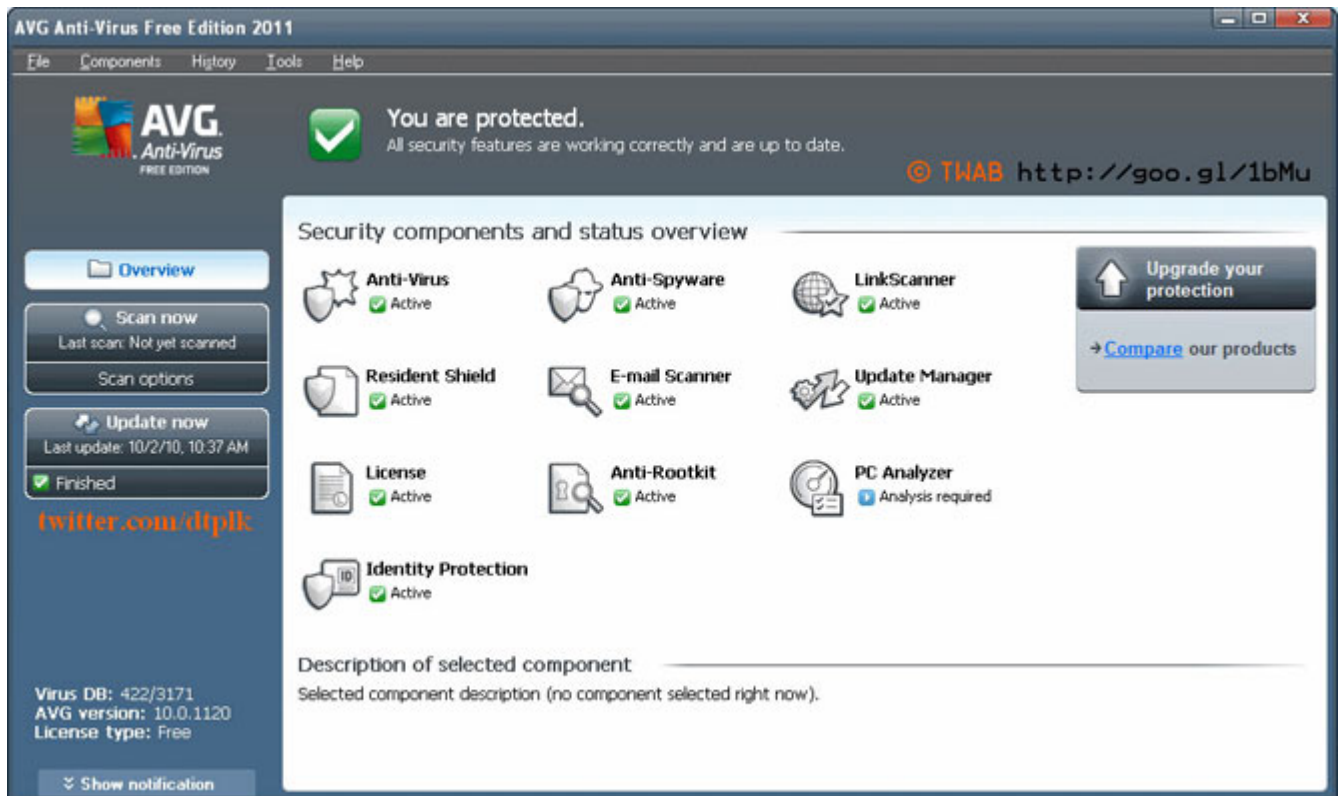 AVG Anti-Virus Free Edition 2011
File Components History Tools Help
AVG.
Anti-Virus
FREE EDITION
You are protected.
All security features are working correctly and are up to date.
© TWAB http://goo.gl/1bMu
Overview
Scan now
Last scan: Not yet scanned
Scan options
Update now
Last update: 10/2/10, 10:37 AM
Finished
twitter.com/dtplk
Virus DB: 422/3171
AVG version: 10.0.1120
License type: Free
Show notification
Security components and status overview
Anti-Virus
Active
Anti-Spyware
Active
LinkScanner
Active
Resident Shield
Active
E-mail Scanner
Active
Update Manager
Active
License
Active
Anti-Rootkit
Active
PC Analyzer
Analysis required
Identity Protection
Active
ID
Description of selected component
Selected component description (no component selected right now).
Upgrade your
protection
Compare our products